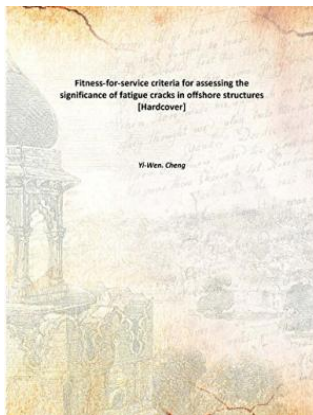 Fitness-for-service criteria for assessing the
significance of fatigue cracks in offshore structures
[Hardcover]
Yi-Wen. Cheng